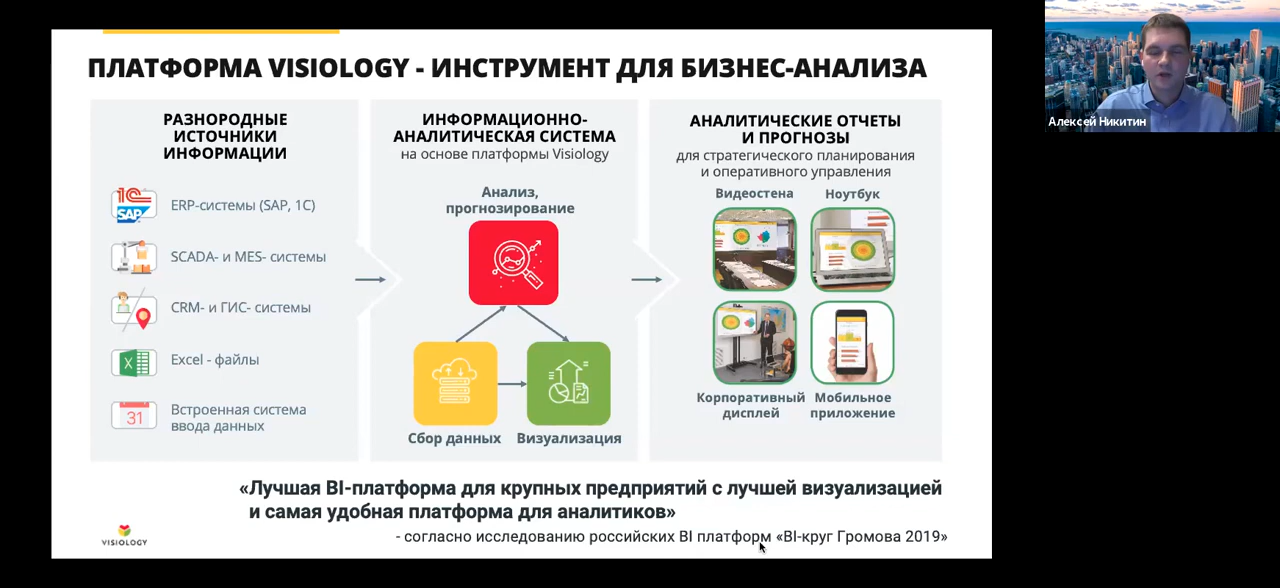 ПЛАТФОРМА VISIOLOGY - ИНСТРУМЕНТ ДЛЯ БИЗНЕС-АНАЛИЗА
Алексей Никитин
РАЗНОРОДНЫЕ
ИСТОЧНИКИ
ИНФОРМАЦИИ
1С
SAP
ERP-системы (SAP, 1С)
SCADA- и MES- системы
CRM- и ГИС- системы
X
Excel - файлы
31
Встроенная система
ввода данных
ИНФОРМАЦИОННО-
АНАЛИТИЧЕСКАЯ СИСТЕМА
на основе платформы Visiology
Анализ,
прогнозирование
Сбор данных
Визуализация
АНАЛИТИЧЕСКИЕ ОТЧЕТЫ
И ПРОГНОЗЫ
для стратегического планирования
и оперативного управления
Видеостена
Ноутбук
Корпоративный
дисплей
Мобильное
приложение
«Лучшая BI-платформа для крупных предприятий с лучшей визуализацией
и самая удобная платформа для аналитиков»
- согласно исследованию российских BI платформ «BI-круг Громова 2019»
VISIOLOGY